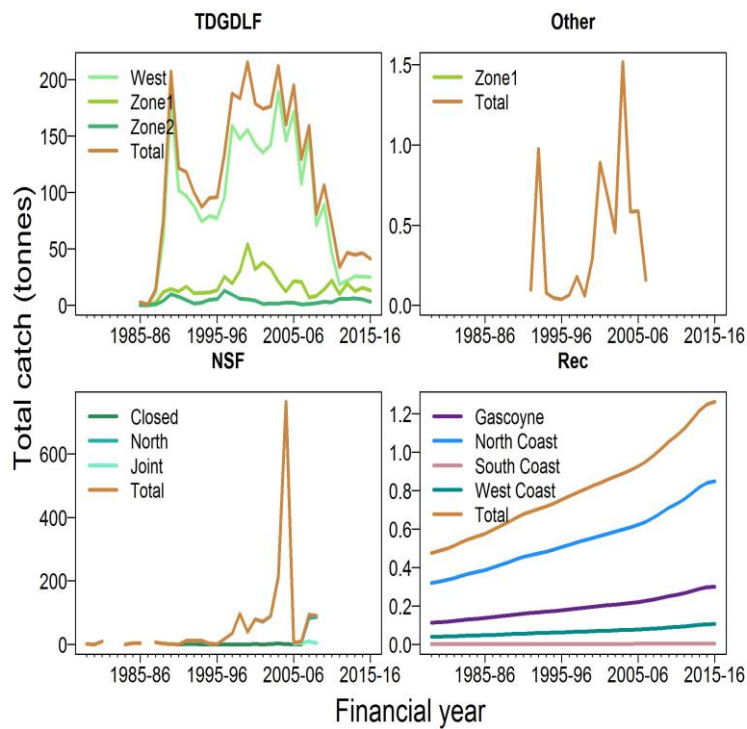 TDGDLF
200
150
100
50
0
West
Zone1
Zone2
Total
1985-86 1995-96 2005-06 2015-16
Other
1.5
1.0
0.5
0.0
Zone1
Total
1985-86 1995-96 2005-06 2015-16
Total catch (tonnes)
NSF
600
400
200
0
Closed
North
Joint
Total
1985-86 1995-96 2005-06 2015-16
Rec
1.2
1.0
0.8
0.6
0.4
0.2
0.0
Gascoyne
North Coast
South Coast
West Coast
Total
1985-86 1995-96 2005-06 2015-16
Financial year